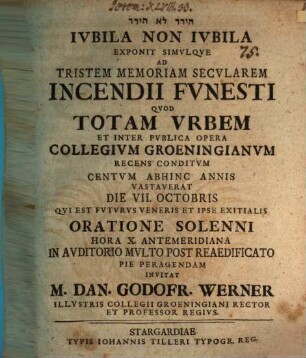 הידד לא הידד
IVBILA NON IVBILA
EXPONIT SIMVLQVE
75.
AD
TRISTEM MEMORIAM SECVLAREM
INCENDII FVNESTI
QVOD
TOTAM VRBEM
ET INTER PVBLICA OPERA
COLLEGIVM GROENINGIANVM
RECENS CONDITVM
CENTVM ABHINC ANNIS
VASTAVERAT
DIE VII. OCTOBRIS
QVI EST FVTVRVS VENERIS ET IPSE EXITIALIS
ORATIONE SOLENNI
HORA X. ANTEMERIDIANA
IN AVDITORIO MVLTO POST REAEDIFICATO
PIE PERAGENDAM
INVITAT
M. DAN. GODOFR. WERNER
ILLVSTRIS COLLEGII GROENINGIANI RECTOR
ET PROFESSOR REGIVS.
STARGARDIAE
TYPIS IOHANNIS TILLERI TYPOGR. REG.